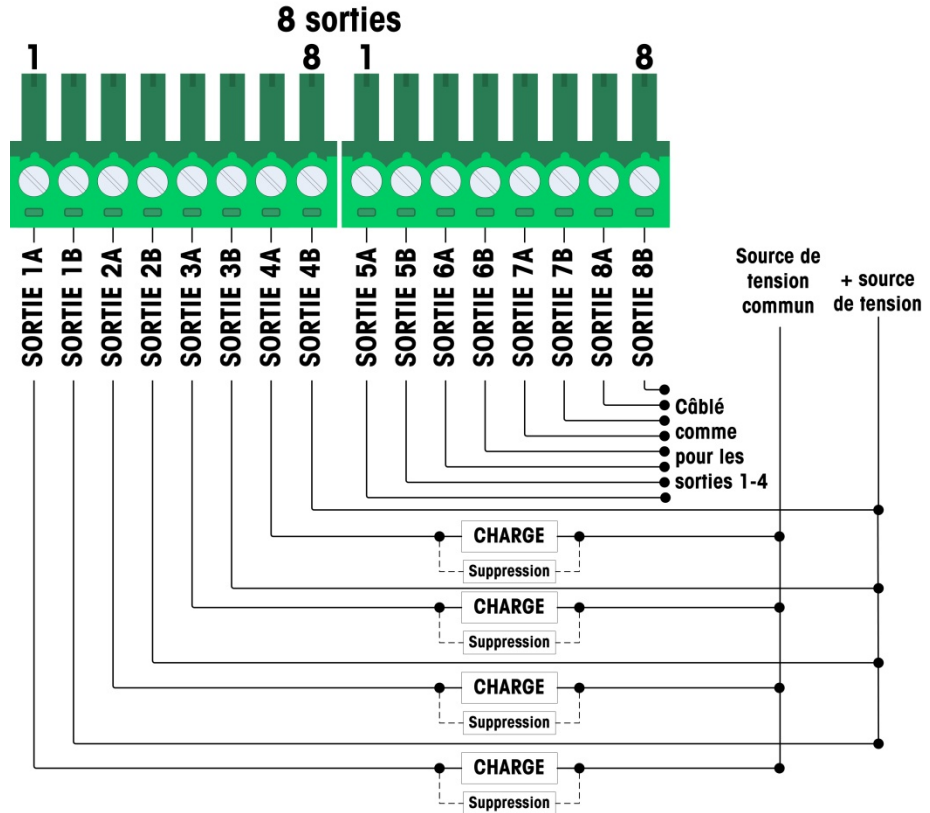 8 sorties
1
8
1
8
SORTIE 1A
SORTIE 1B
SORTIE 2A
SORTIE 2B
SORTIE 3A
SORTIE 3B
SORTIE 4A
SORTIE 4B
SORTIE 5A
SORTIE 5B
SORTIE 6A
SORTIE 6B
SORTIE 7A
SORTIE 7B
SORTIE 8A
SORTIE 8B
Source de
tension
commun
+ source
de tension
Câblé
comme
pour les
sorties 1-4
CHARGE
Suppression
CHARGE
Suppression
CHARGE
Suppression
CHARGE
Suppression